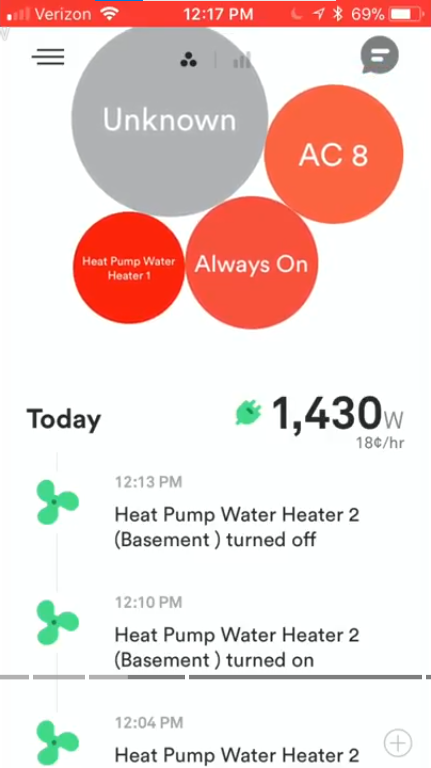 Verizon 12:17 PM 69%
Unknown
AC 8
Heat Pump Water
Heater 1
Always On
Today
1,430W
18¢/hr
12:13 PM
Heat Pump Water Heater 2
(Basement ) turned off
12:10 PM
Heat Pump Water Heater 2
(Basement ) turned on
12:04 PM
Heat Pump Water Heater 2